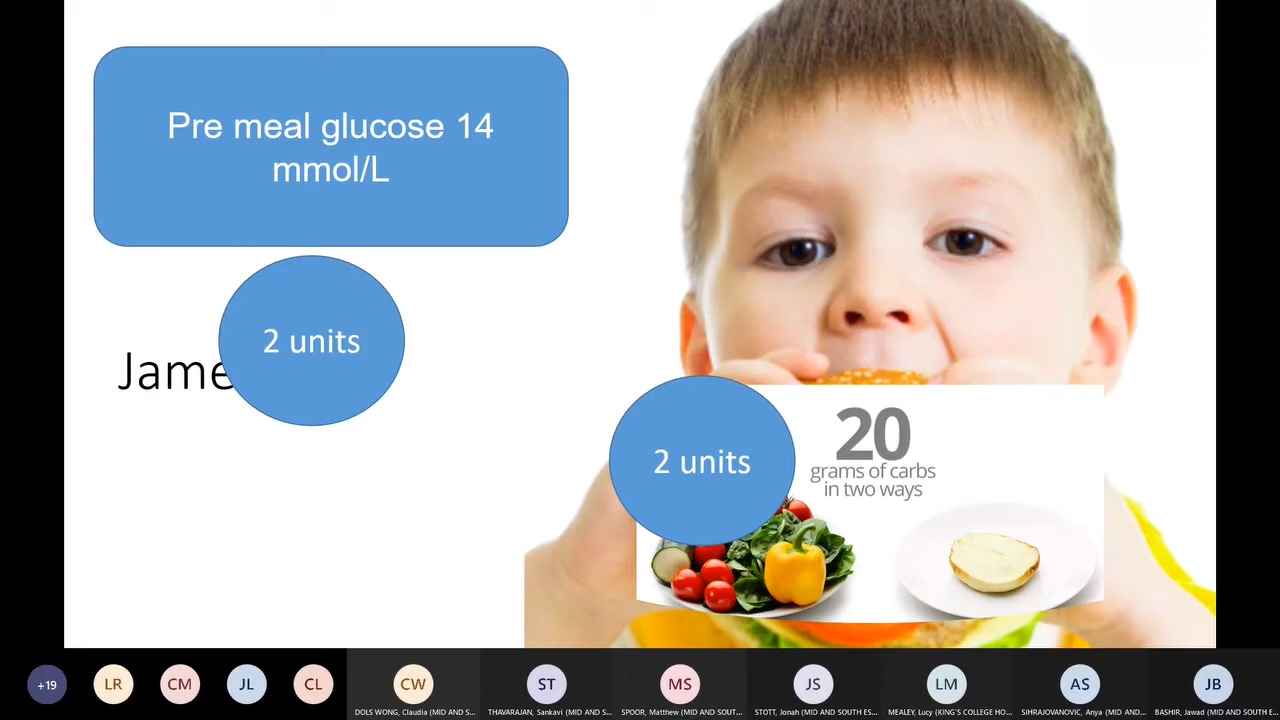 Pre meal glucose 14
mmol/L
2 units
Jame
2 units
20
grams of carbs
in two ways
+19
LR
CM
JL
CL
CW
ST
MS
JS
LM
AS
JB
DOLS WONG, Claudia (MID AND S...
THAVARAJAN, Sankavi (MID AND S...
SPOOR, Matthew (MID AND SOUT...
STOTT, Jonah (MID AND SOUTH ES...
MEALEY, Lucy (KING'S COLLEGE HO...
SIHRAJOVANOVIC, Anya (MID AND...
BASHIR, Jawad (MID AND SOUTH E...